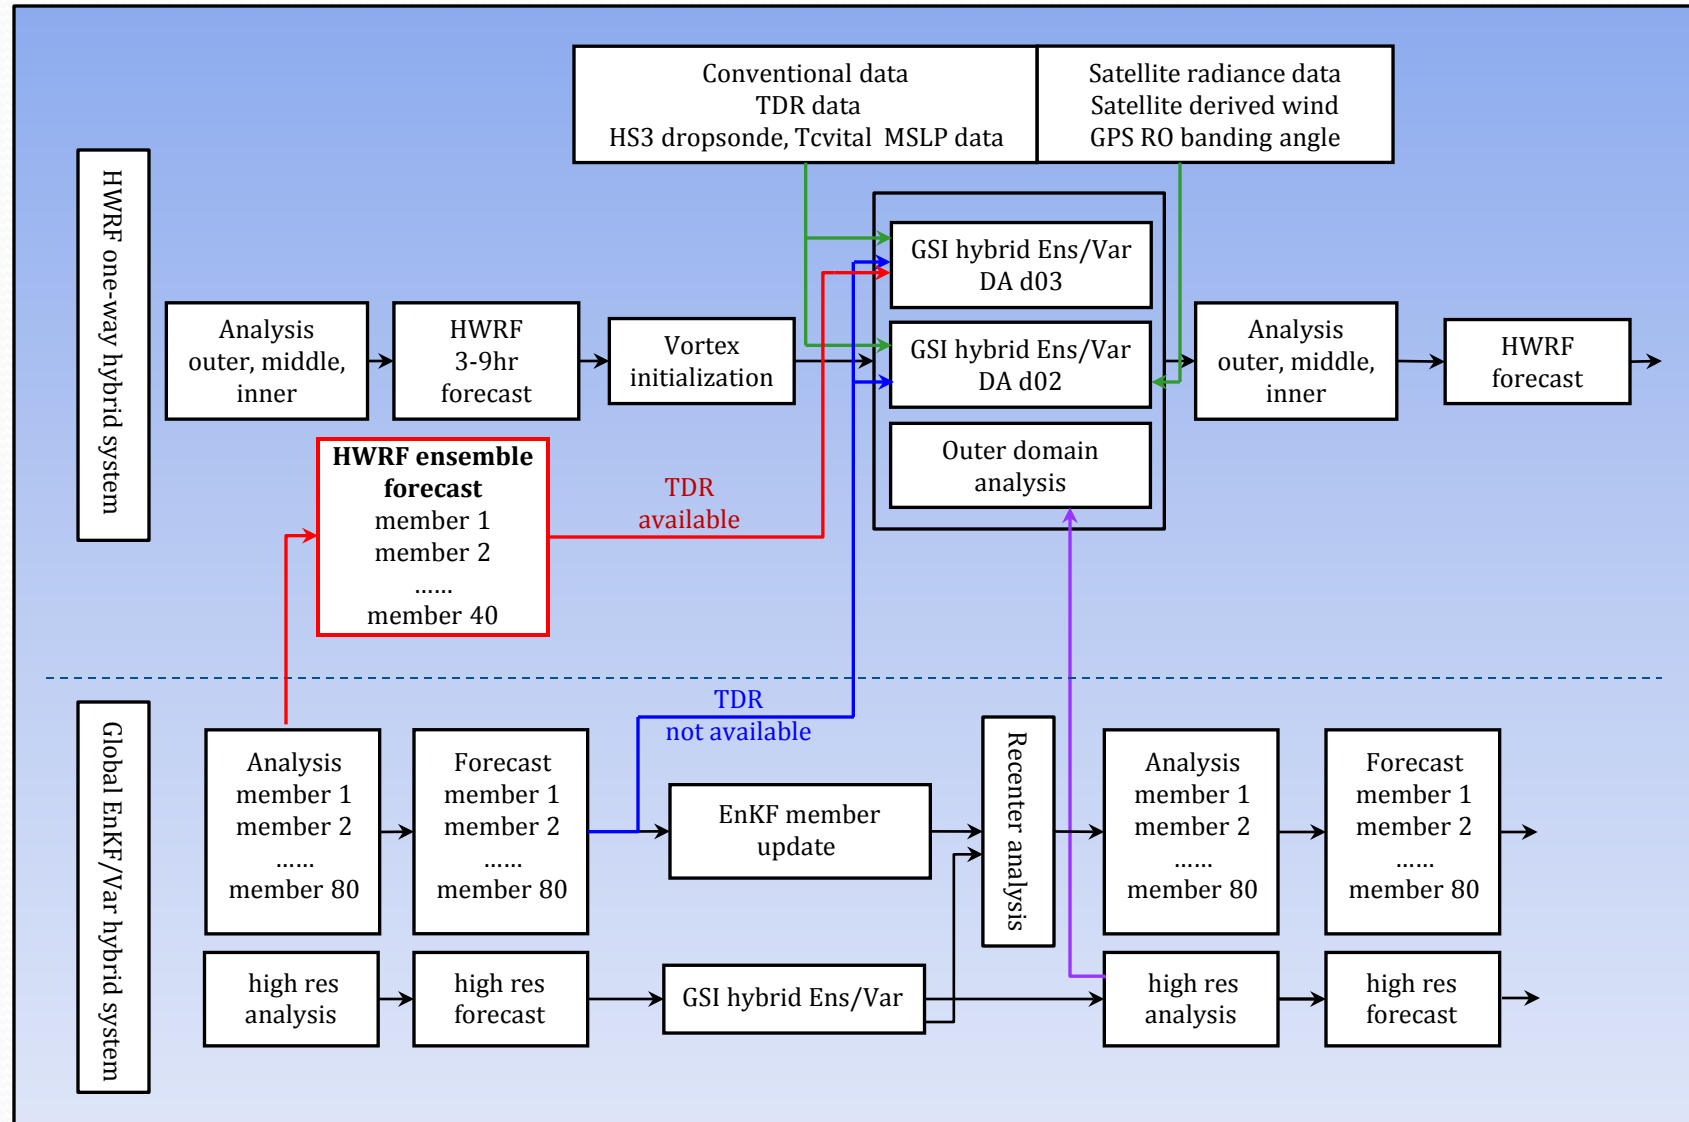 Conventional data
TDR data
HS3 dropsonde, Tcvital MSLP data
Satellite radiance data
Satellite derived wind
GPS RO banding angle
HWRF one-way hybrid system
Analysis
outer, middle,
inner
HWRF
3-9hr
forecast
Vortex
initialization
GSI hybrid Ens/Var
DA d03
GSI hybrid Ens/Var
DA d02
Outer domain
analysis
Analysis
outer, middle,
inner
HWRF
forecast
HWRF ensemble
forecast
member 1
member 2
......
member 40
TDR
available
TDR
not available
Global EnKF/Var hybrid system
Analysis
member 1
member 2
......
member 80
Forecast
member 1
member 2
......
member 80
EnKF member
update
Recenter analysis
Analysis
member 1
member 2
......
member 80
Forecast
member 1
member 2
......
member 80
high res
analysis
high res
forecast
GSI hybrid Ens/Var
high res
analysis
high res
forecast